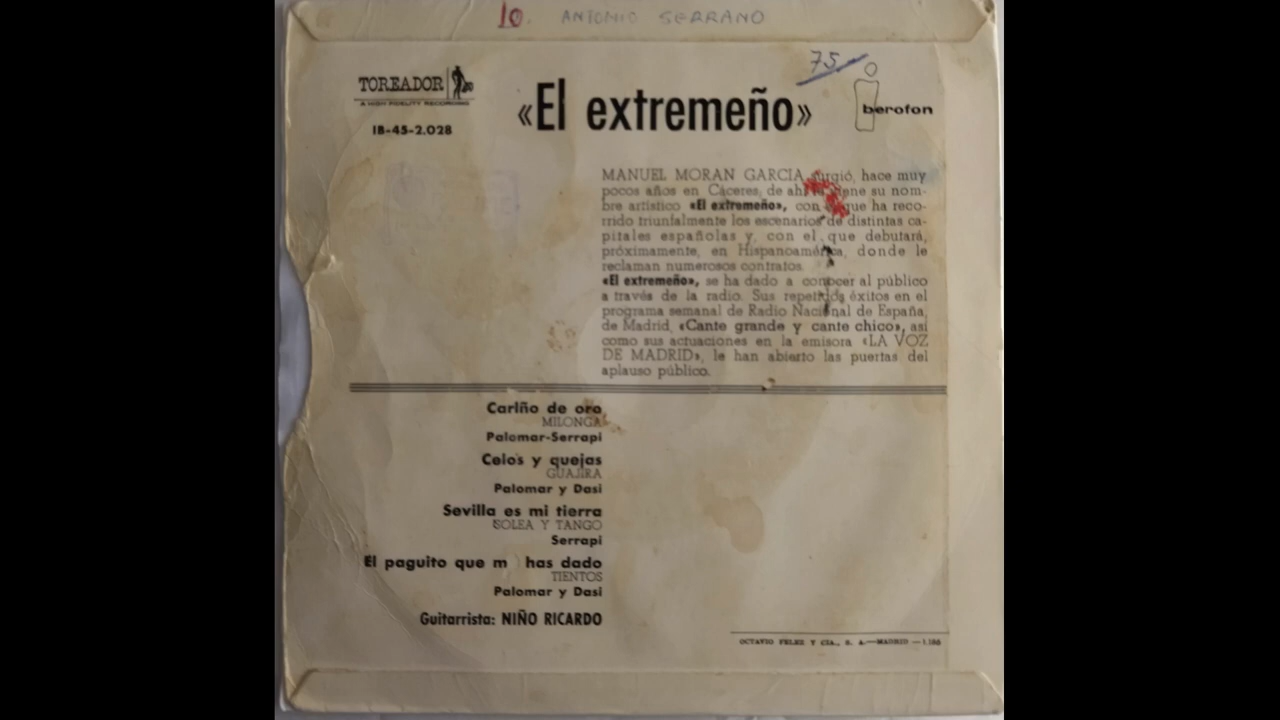 10. ANTONIO SERRANO
75
TOREADOR
A HIGH FIDELITY RECORDING
IB-45-2.028
«El extremeño»
iberofon
MANUEL MORAN GARCIA, surgió, hace muy
pocos años en Cáceres, de ahí tiene su nom-
bre artístico «El extremeño», con el que ha reco-
rrido triunfalmente los escenarios de distintas ca-
pitales españolas y, con el que debutará,
próximamente, en Hispanoamérica, donde le
reclaman numerosos contratos.
«El extremeño», se ha dado a conocer al público
a través de la radio. Sus repetidos éxitos en el
programa semanal de Radio Nacional de España,
de Madrid, «Cante grande y cante chico», así
como sus actuaciones en la emisora «LA VOZ
DE MADRID», le han abierto las puertas del
aplauso público.
Cariño de oro
MILONGA
Palomar-Serrapi
Celos y quejas
GUAJIRA
Palomar y Dasi
Sevilla es mi tierra
SOLEA Y TANGO
Serrapi
El paguito que m has dado
TIENTOS
Palomar y Dasi
Guitarrista: NIÑO RICARDO
OCTAVIO FELEZ Y CIA., S. A.—MADRID